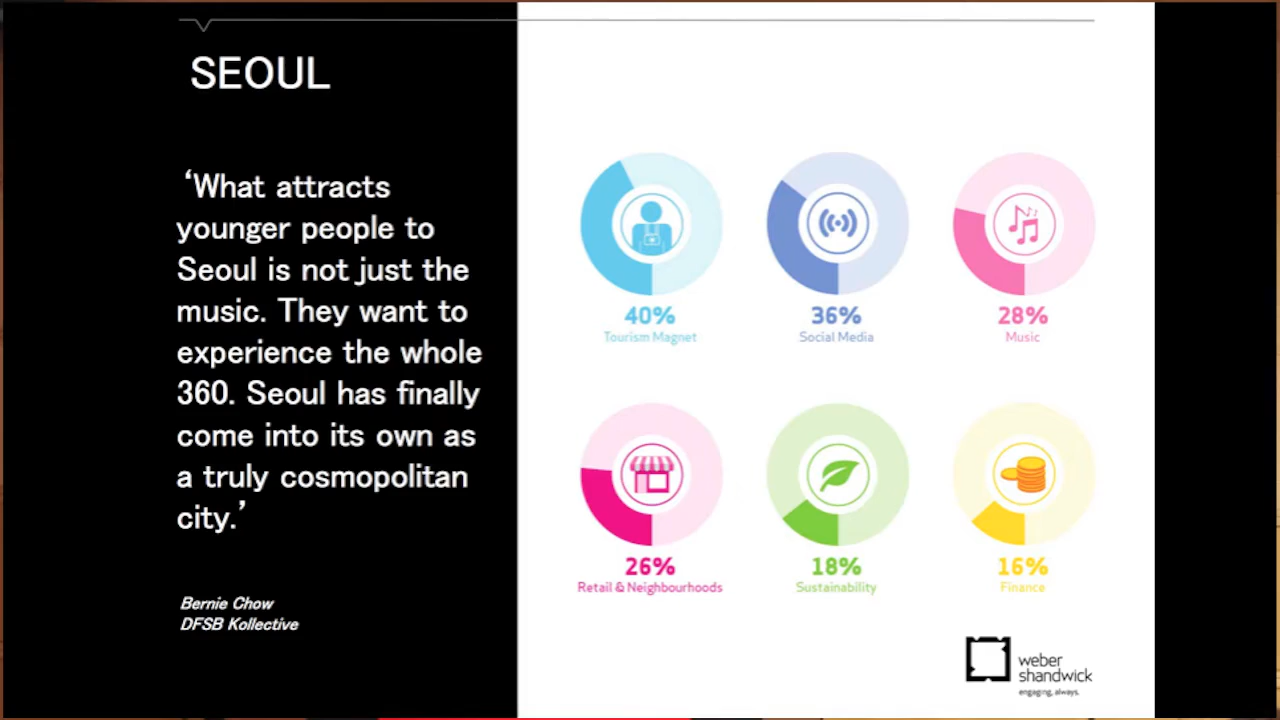 SEOUL
‘What attracts
younger people to
Seoul is not just the
music. They want to
experience the whole
360. Seoul has finally
come into its own as
a truly cosmopolitan
city.’
Bernie Chow
DFSB Kollective
40%
Tourism Magnet
36%
Social Media
28%
Music
26%
Retail & Neighbourhoods
18%
Sustainability
16%
Finance
weber
shandwick
engaging, always.